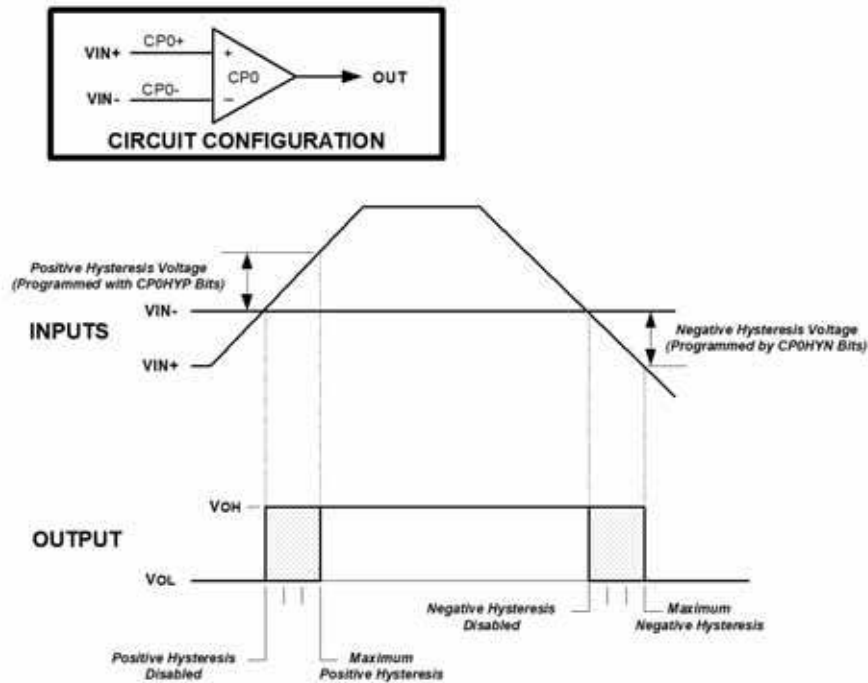 VIN+
CP0+
+
CP0
OUT
VIN-
CP0-
–
CIRCUIT CONFIGURATION
Positive Hysteresis Voltage
(Programmed with CP0HYP Bits)
VIN-
INPUTS
Negative Hysteresis Voltage
(Programmed by CP0HYN Bits)
VIN+
VOH
OUTPUT
VOL
Negative Hysteresis
Disabled
Maximum
Negative Hysteresis
Positive Hysteresis
Disabled
Maximum
Positive Hysteresis